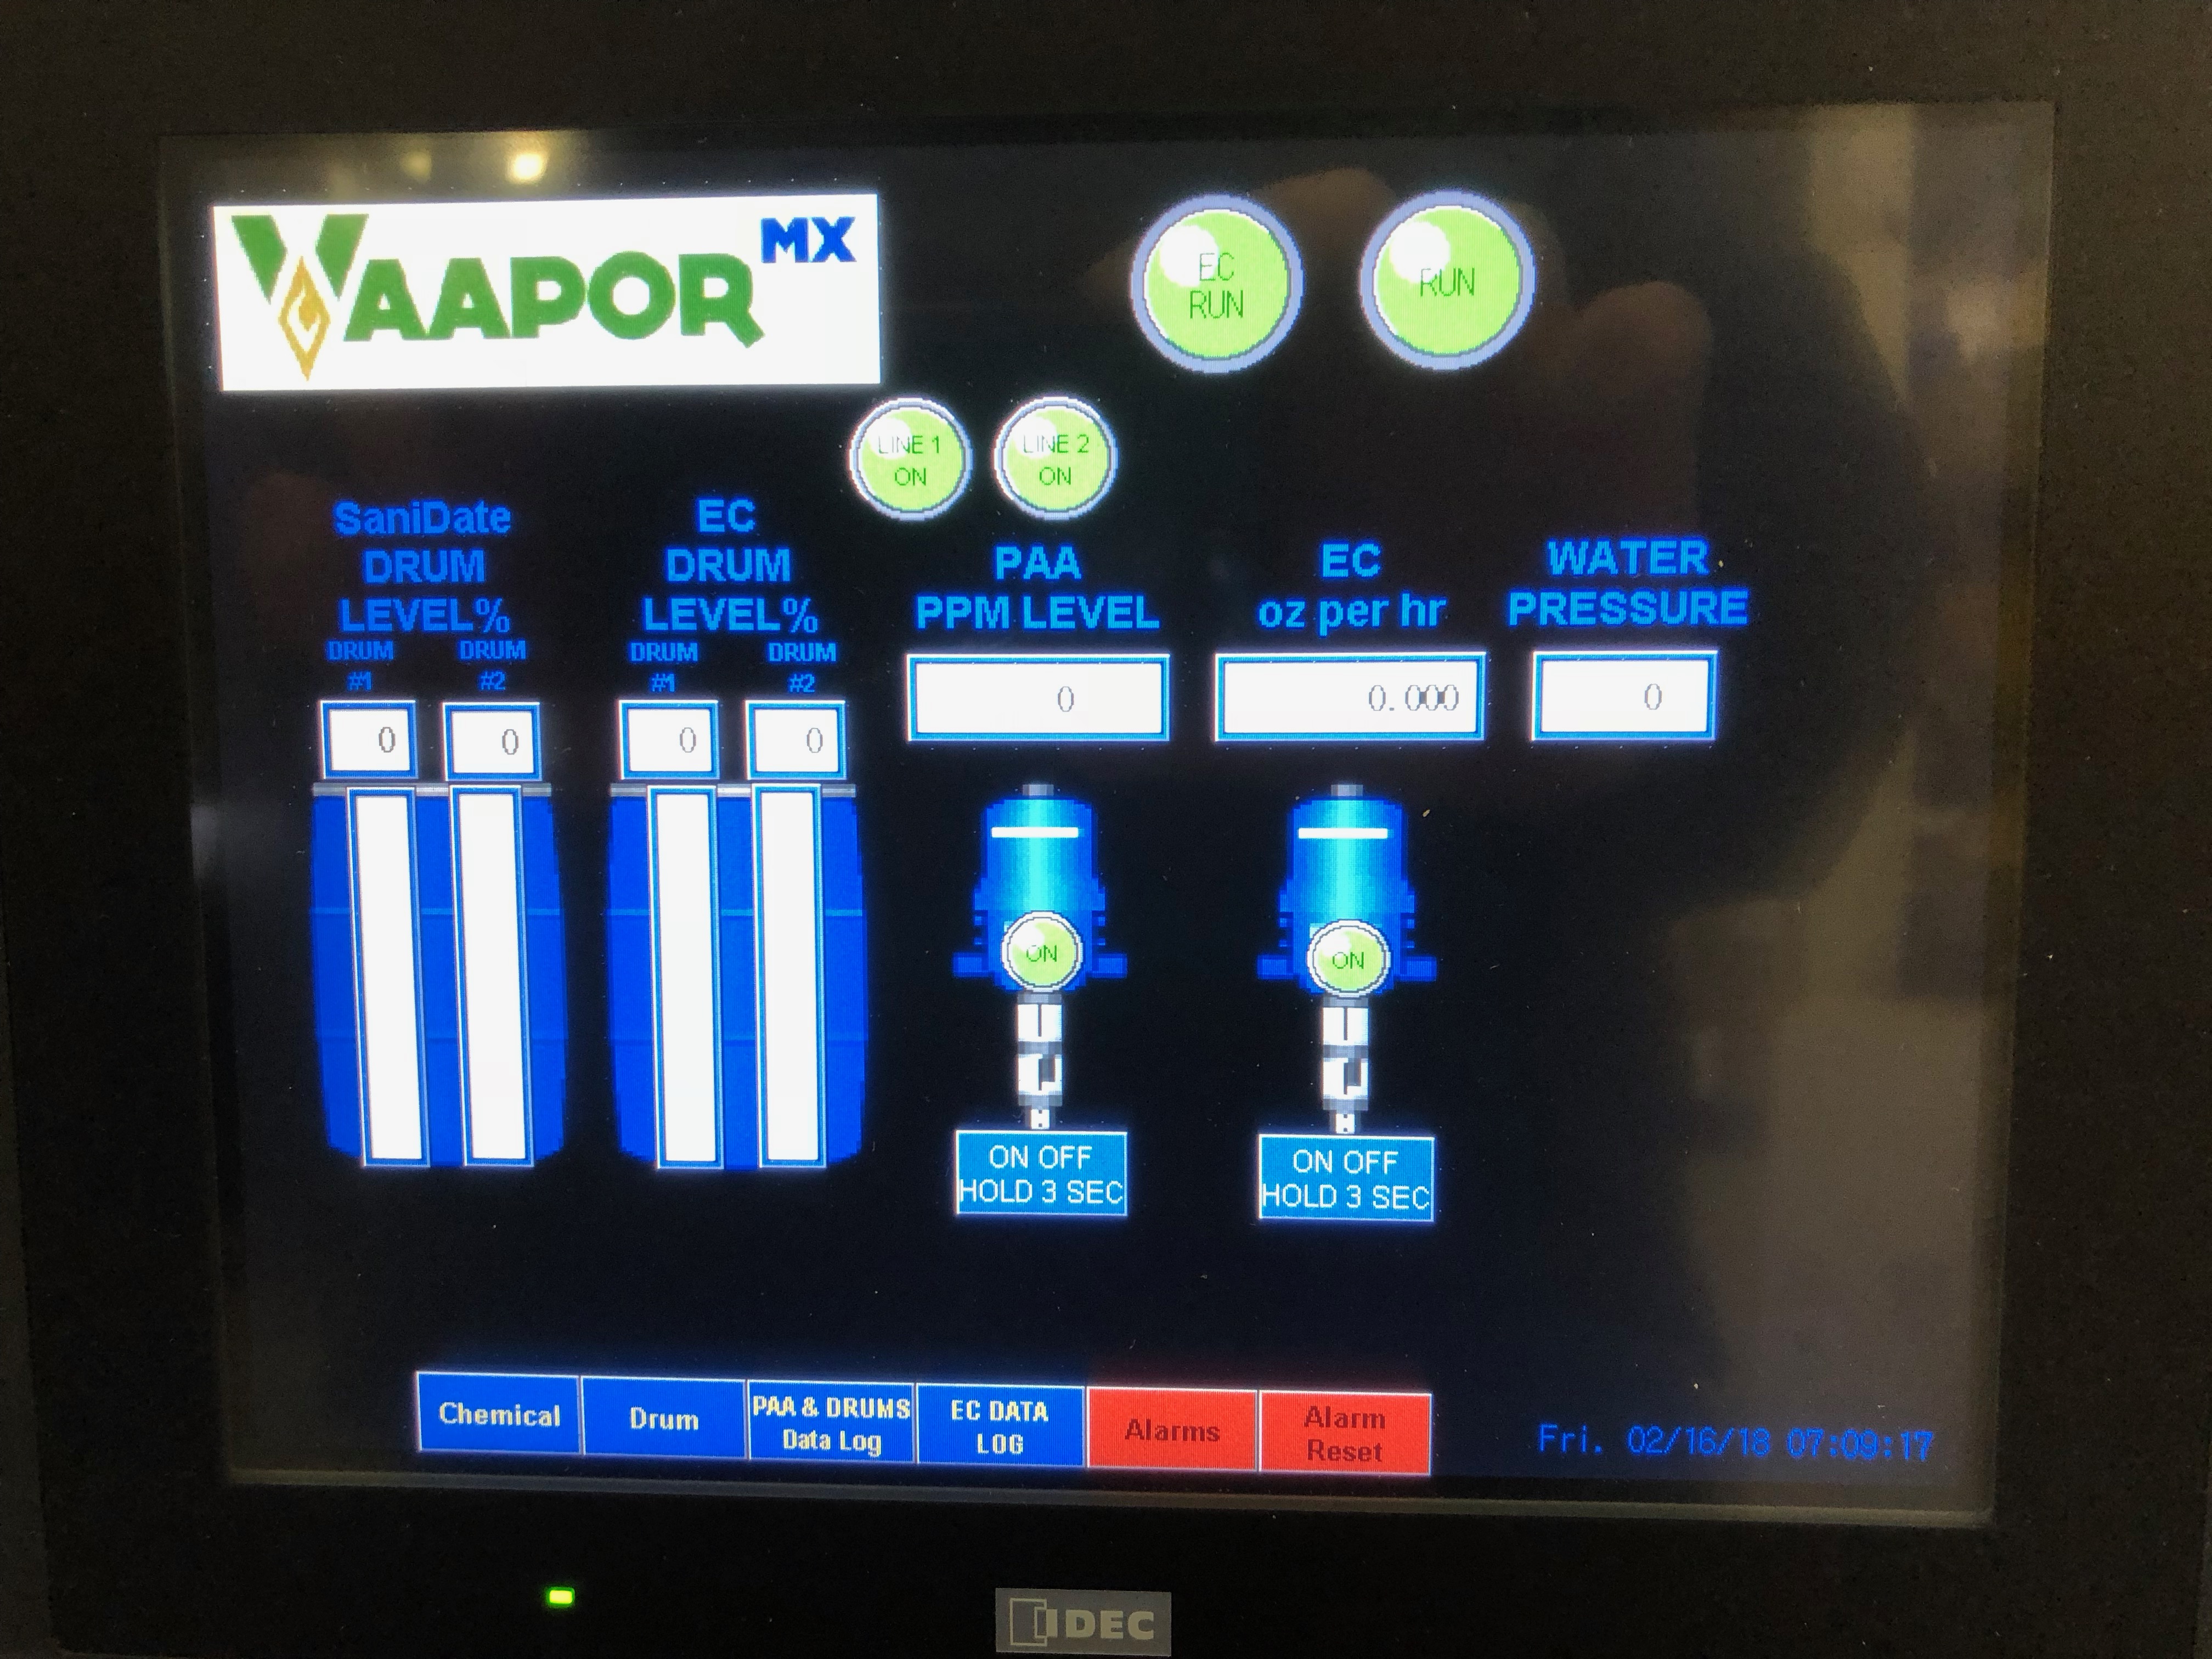 VAAPOR MX
EC
RUN
RUN
LINE 1
ON
LINE 2
ON
SaniDate
DRUM
LEVEL%
DRUM
#1
DRUM
#2
0
0
EC
DRUM
LEVEL%
DRUM
#1
DRUM
#2
0
0
PAA
PPM LEVEL
0
EC
oz per hr
0.000
WATER
PRESSURE
0
ON
ON
ON OFF
HOLD 3 SEC
ON OFF
HOLD 3 SEC
Chemical
Drum
PAA & DRUMS
Data Log
EC DATA
LOG
Alarms
Alarm
Reset
Fri. 02/16/18 07:09:17
IDEC